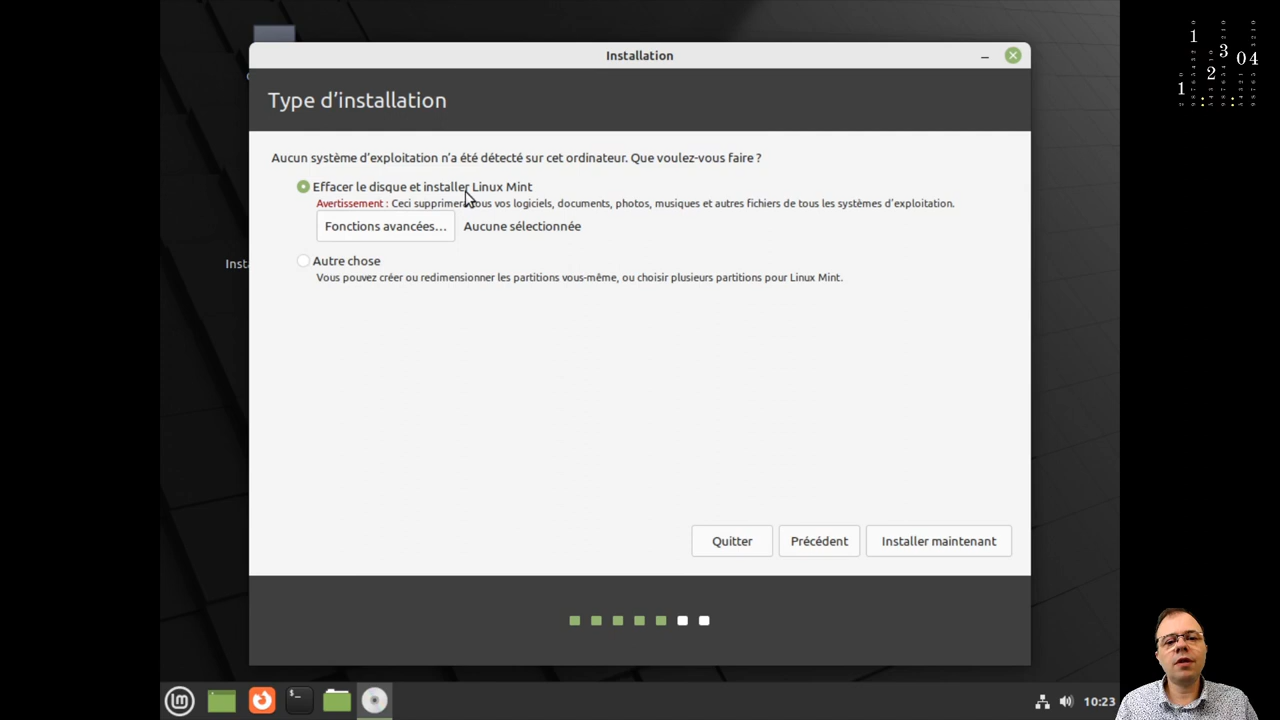 Installation
Type d’installation
Aucun système d’exploitation n’a été détecté sur cet ordinateur. Que voulez-vous faire ?
Effacer le disque et installer Linux Mint
Avertissement : Ceci supprimera tous vos logiciels, documents, photos, musiques et autres fichiers de tous les systèmes d’exploitation.
Fonctions avancées… Aucune sélectionnée
Autre chose
Vous pouvez créer ou redimensionner les partitions vous-même, ou choisir plusieurs partitions pour Linux Mint.
Quitter Précédent Installer maintenant
Insta
10:23